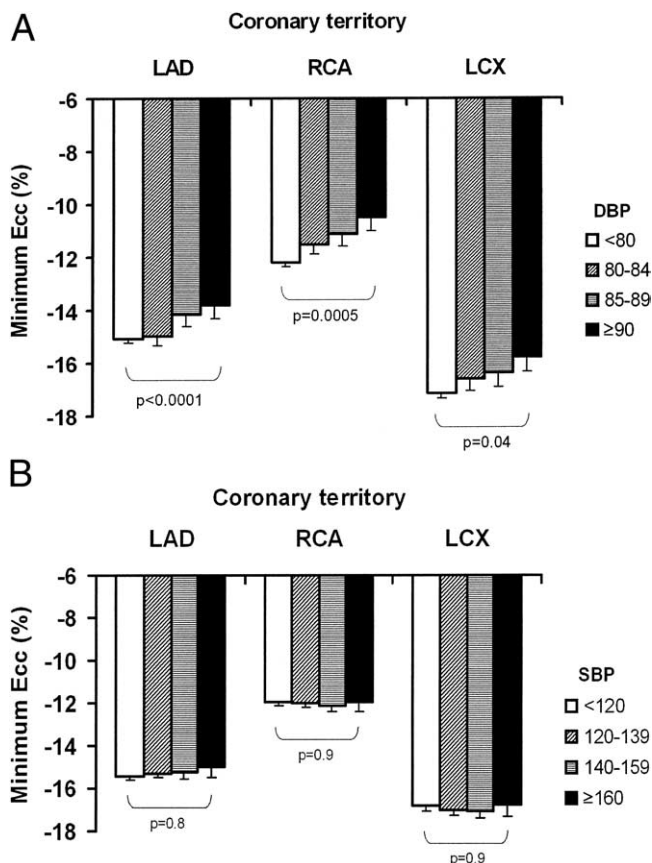 A
Coronary territory
LAD RCA LCX
-6
-8
-10
-12
-14
-16
-18
Minimum Ecc (%)
DBP
<80
80-84
85-89
≥90
p<0.0001
p=0.0005
p=0.04
B
Coronary territory
LAD RCA LCX
-6
-8
-10
-12
-14
-16
-18
Minimum Ecc (%)
SBP
<120
120-139
140-159
≥160
p=0.8
p=0.9
p=0.9